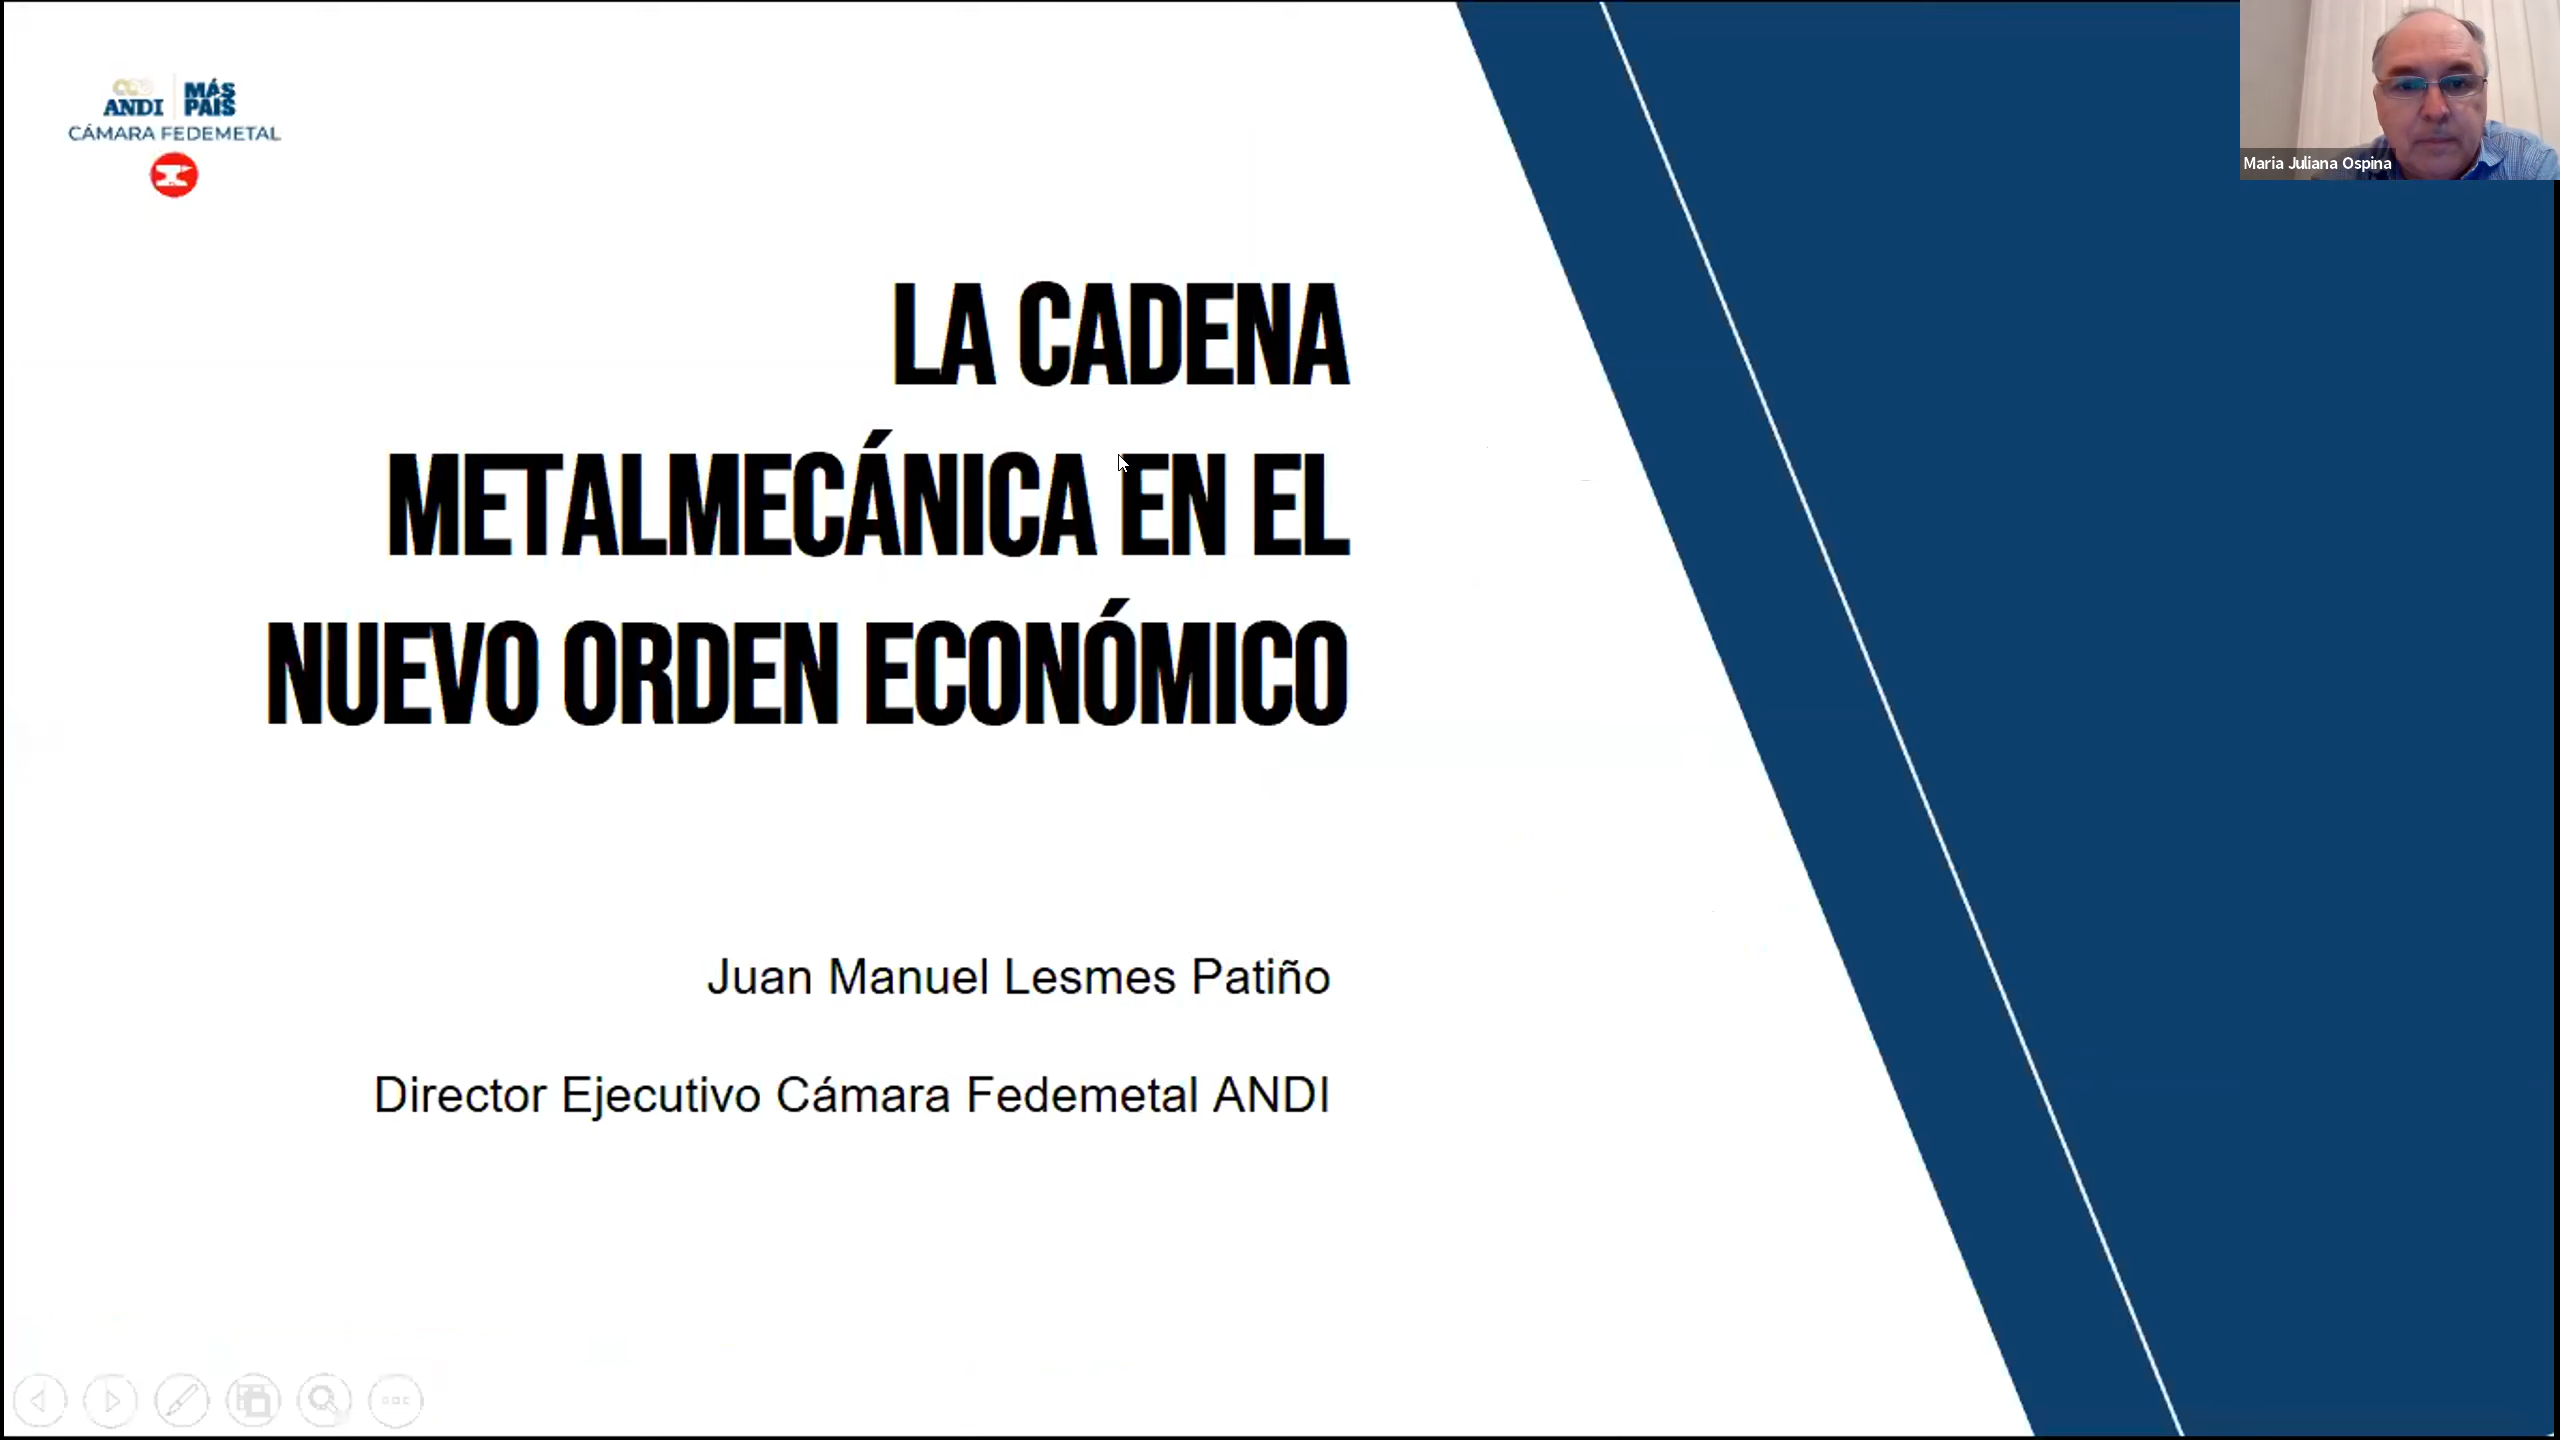 ANDI MÁS PAÍS
CÁMARA FEDEMETAL
Maria Juliana Ospina
LA CADENA
METALMECÁNICA EN EL
NUEVO ORDEN ECONÓMICO
Juan Manuel Lesmes Patiño
Director Ejecutivo Cámara Fedemetal ANDI